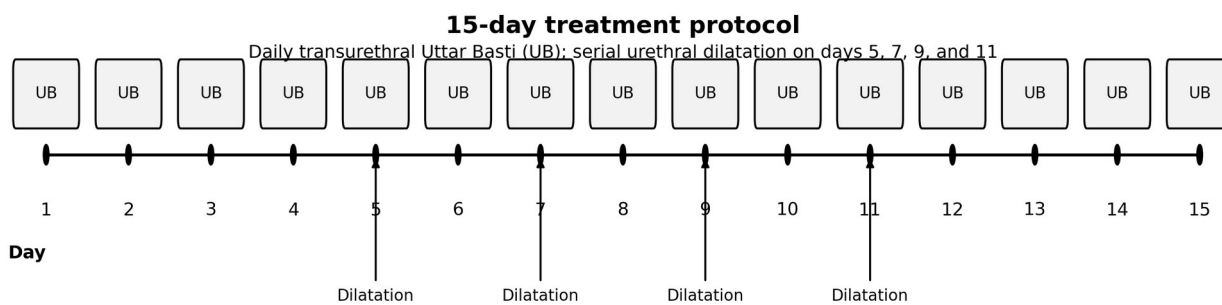 15-day treatment protocol
Daily transurethral Uttar Basti (UB); serial urethral dilatation on days 5, 7, 9, and 11
UB UB UB UB UB UB UB UB UB UB UB UB UB UB UB
1 2 3 4 5 6 7 8 9 10 11 12 13 14 15
Day
Dilatation Dilatation Dilatation Dilatation